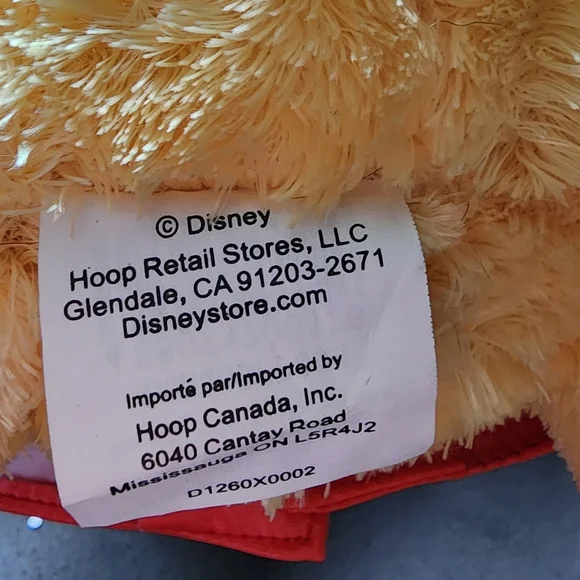 © Disney
Hoop Retail Stores, LLC
Glendale, CA 91203-2671
Disneystore.com
Importé par/Imported by
Hoop Canada, Inc.
6040 Cantay Road
Mississauga ON L5R4J2
D1260X0002